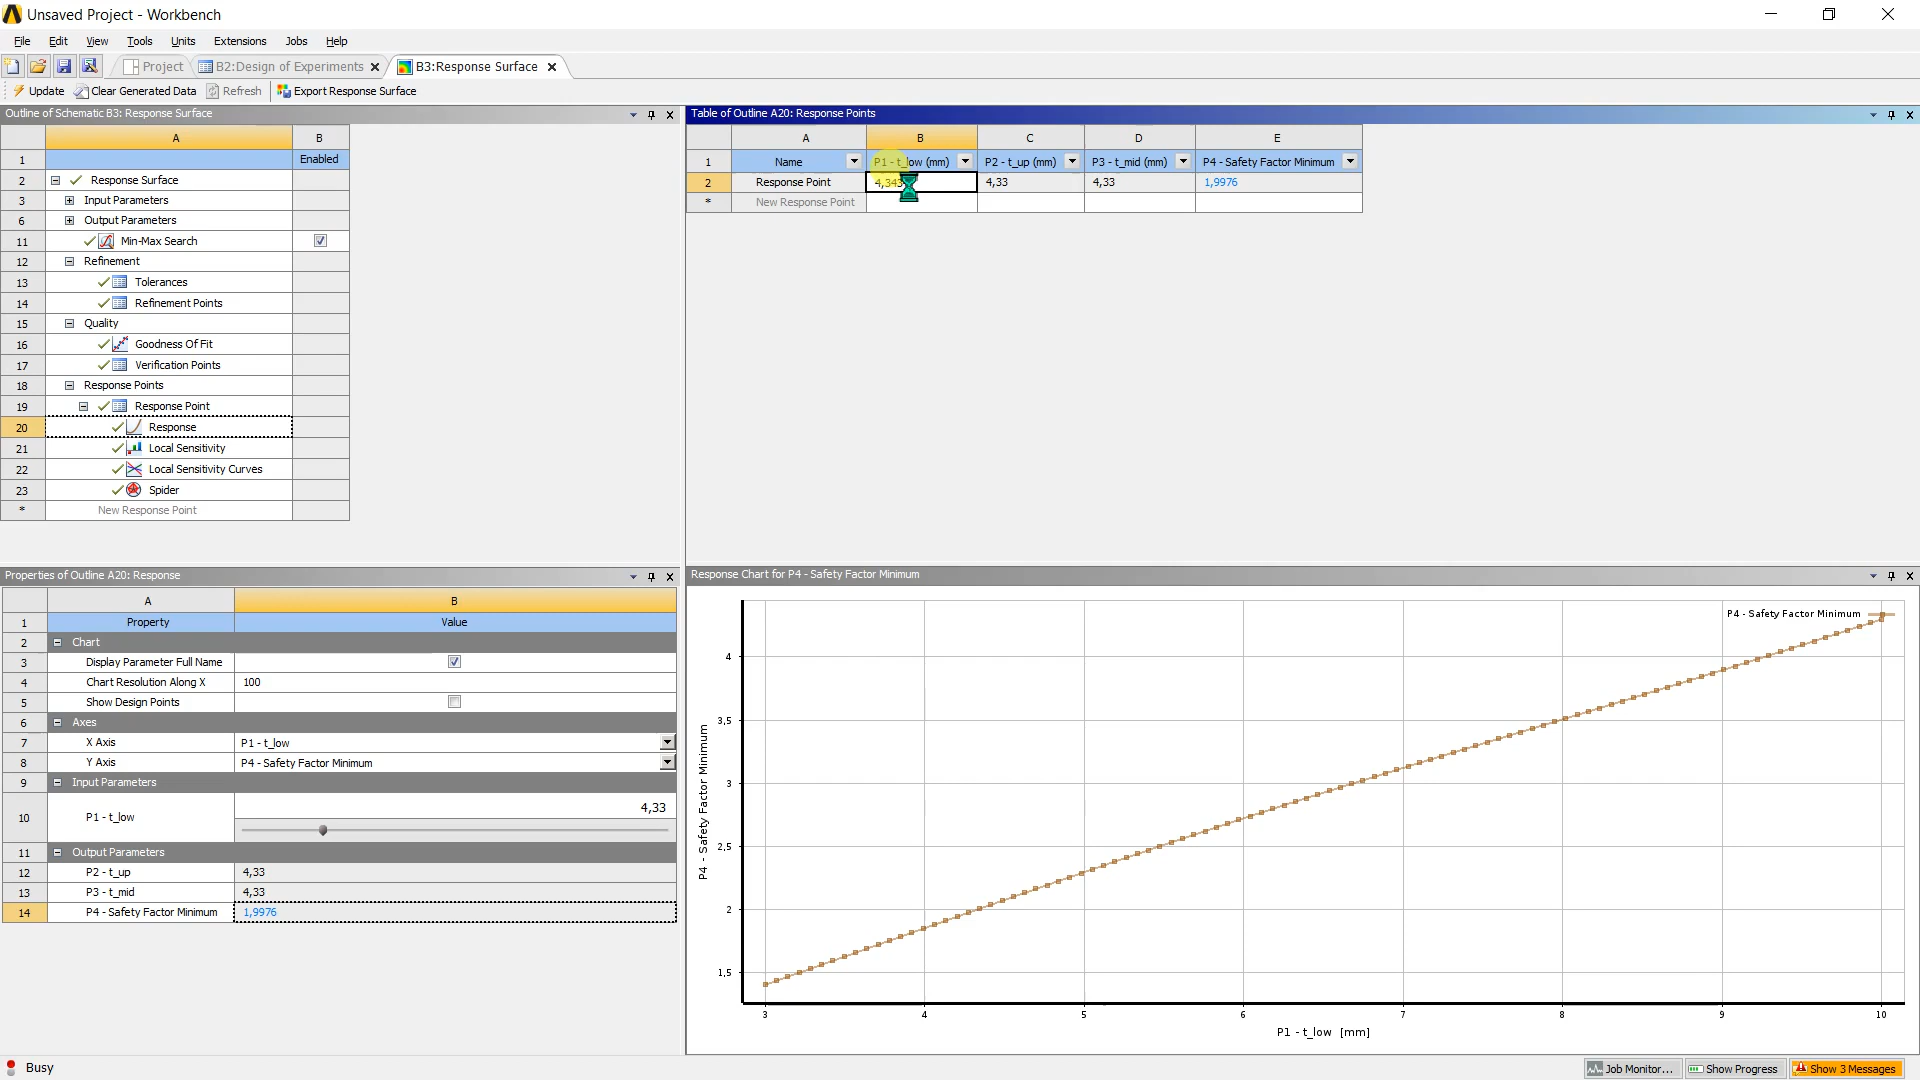 Unsaved Project - Workbench
File Edit View Tools Units Extensions Jobs Help
Project B2:Design of Experiments B3:Response Surface
Update Clear Generated Data Refresh Export Response Surface
Outline of Schematic B3: Response Surface
A B
1 Enabled
2 Response Surface
3 Input Parameters
6 Output Parameters
11 Min-Max Search
12 Refinement
13 Tolerances
14 Refinement Points
15 Quality
16 Goodness Of Fit
17 Verification Points
18 Response Points
19 Response Point
20 Response
21 Local Sensitivity
22 Local Sensitivity Curves
23 Spider
* New Response Point
Table of Outline A20: Response Points
A B C D E
1 Name P1 - t_low (mm) P2 - t_up (mm) P3 - t_mid (mm) P4 - Safety Factor Minimum
2 Response Point 4,343 4,33 4,33 1,9976
* New Response Point
Properties of Outline A20: Response
A B
1 Property Value
2 Chart
3 Display Parameter Full Name
4 Chart Resolution Along X 100
5 Show Design Points
6 Axes
7 X Axis P1 - t_low
8 Y Axis P4 - Safety Factor Minimum
9 Input Parameters
10 P1 - t_low 4,33
11 Output Parameters
12 P2 - t_up 4,33
13 P3 - t_mid 4,33
14 P4 - Safety Factor Minimum 1,9976
Response Chart for P4 - Safety Factor Minimum
P4 - Safety Factor Minimum
4
3,5
3
2,5
2
1,5
P4 - Safety Factor Minimum
3 4 5 6 7 8 9 10
P1 - t_low [mm]
Busy
Job Monitor... Show Progress Show 3 Messages